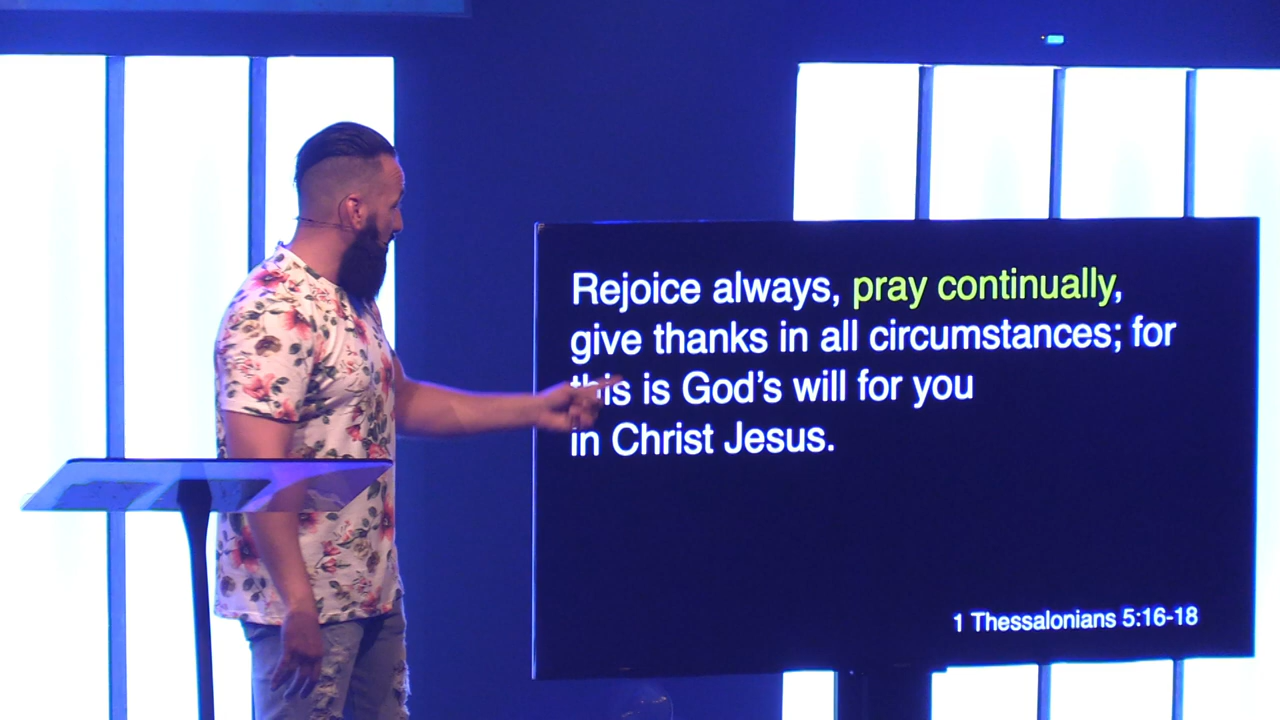 Rejoice always, pray continually,
give thanks in all circumstances; for
this is God's will for you
in Christ Jesus.
1 Thessalonians 5:16-18